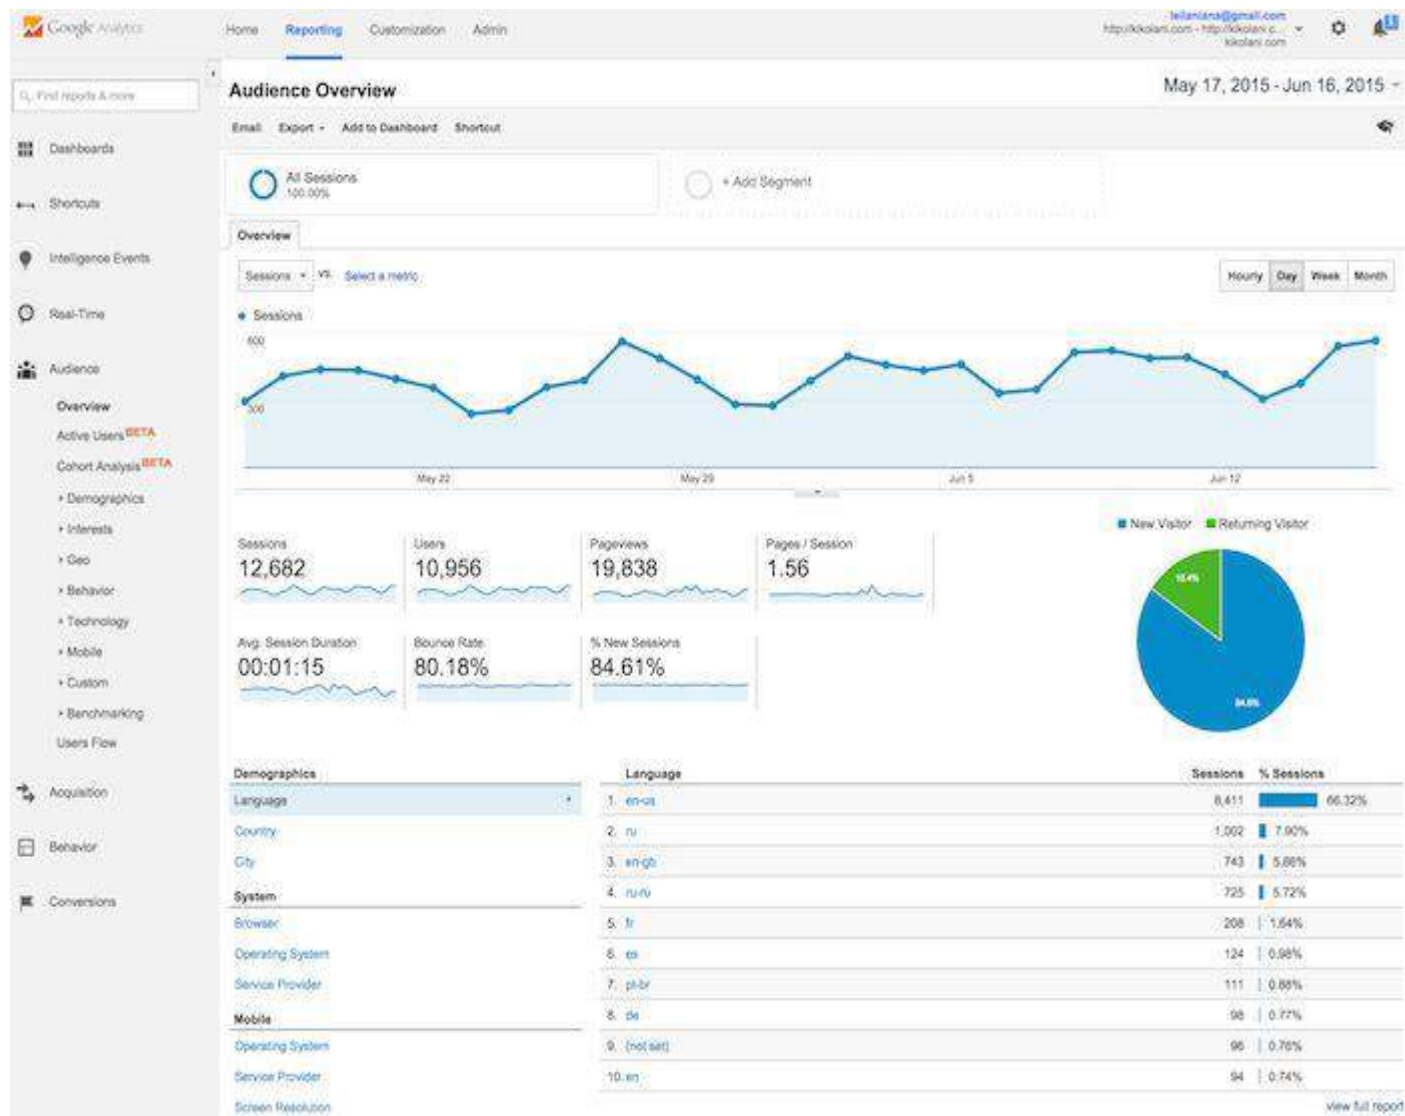 Google Analytics
Home Reporting Customization Admin
leilanlana@gmail.com
kikolani.com
Find reports & more
Audience Overview
May 17, 2015 - Jun 16, 2015
Email Export Add to Dashboard Shortcut
Dashboards
Shortcuts
Intelligence Events
Real-Time
Audience
Overview
Active Users BETA
Cohort Analysis BETA
Demographics
Interests
Geo
Behavior
Technology
Mobile
Custom
Benchmarking
Users Flow
Acquisition
Behavior
Conversions
All Sessions
100.00%
+ Add Segment
Overview
Sessions VS. Select a metric
Hourly Day Week Month
Sessions
600
300
May 22 May 29 Jun 5 Jun 12
New Visitor Returning Visitor
Sessions
12,682
Users
10,956
Pageviews
19,838
Pages / Session
1.56
Avg. Session Duration
00:01:15
Bounce Rate
80.18%
% New Sessions
84.61%
Demographics
Language
Country
City
System
Browser
Operating System
Service Provider
Mobile
Operating System
Service Provider
Screen Resolution
Language Sessions % Sessions
1. en-us 8,411 66.32%
2. ru 1,002 7.90%
3. en-gb 743 5.86%
4. ru-ru 725 5.72%
5. fr 208 1.64%
6. es 124 0.98%
7. pt-br 111 0.88%
8. de 98 0.77%
9. (not set) 96 0.76%
10. en 94 0.74%
view full report